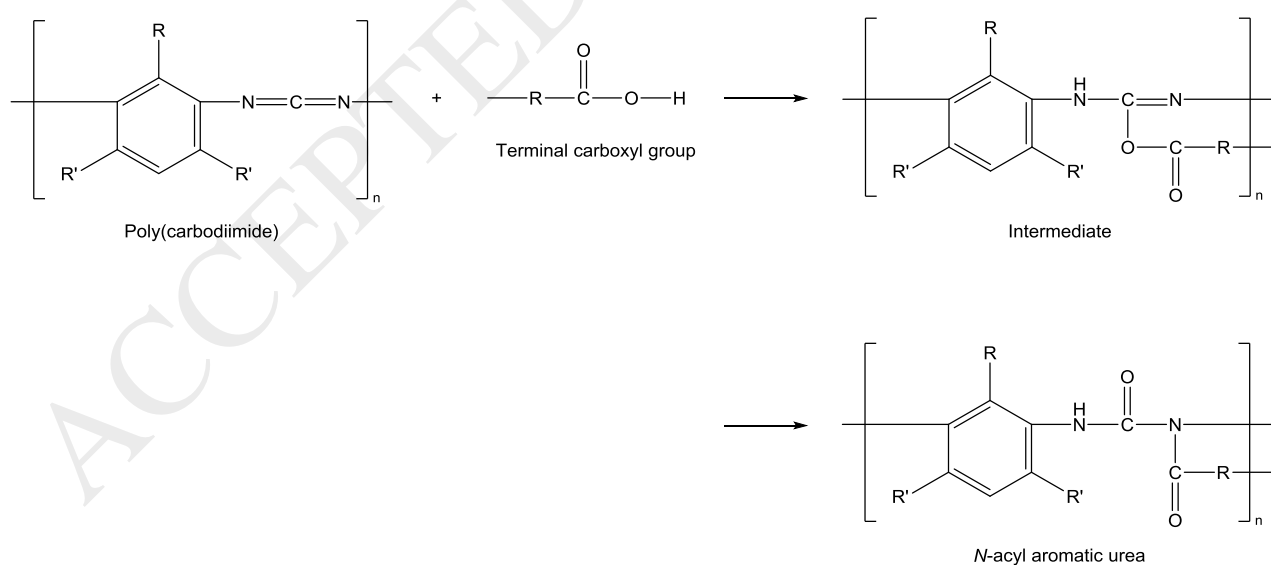 R
R'
R'
N
C
N
n
Poly(carbodiimide)
+
O
R
C
O
H
Terminal carboxyl group
R
R'
R'
H
N
C
N
O
C
R
O
n
Intermediate
R
R'
R'
H
N
O
C
N
C
R
O
n
N-acyl aromatic urea
ACCEPTED